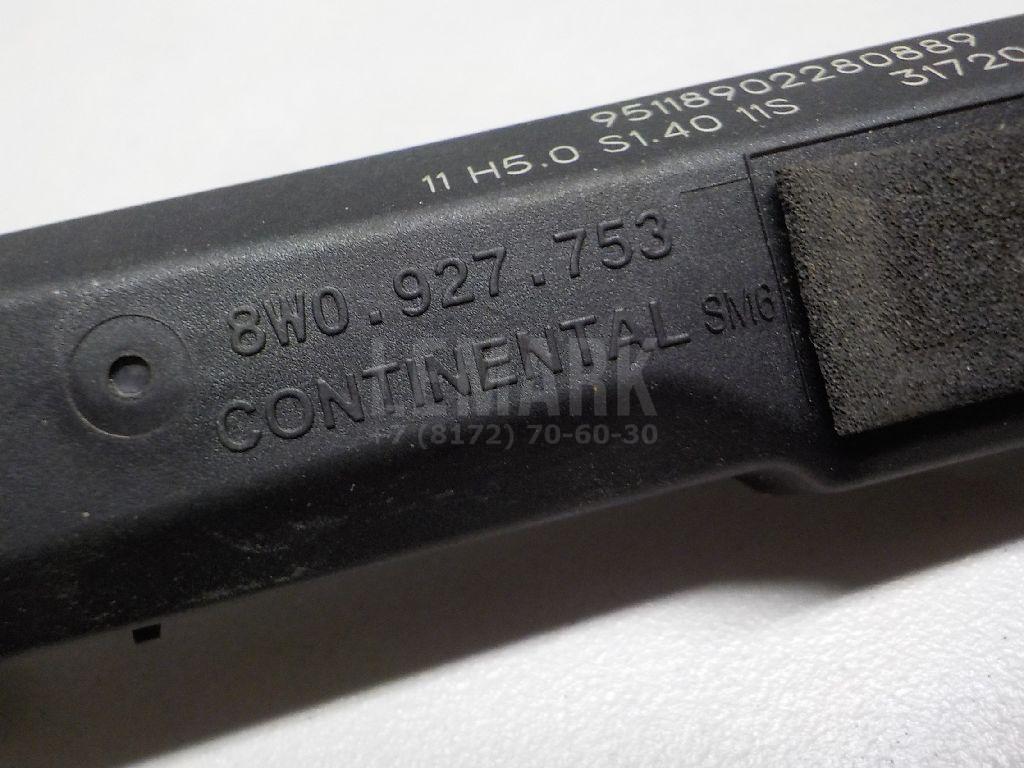 95118902280889
11 H5.0 S1.40 11S 31720
8W0.927.753
CONTINENTAL SM6
LEMARK
+7 (8172) 70-60-30